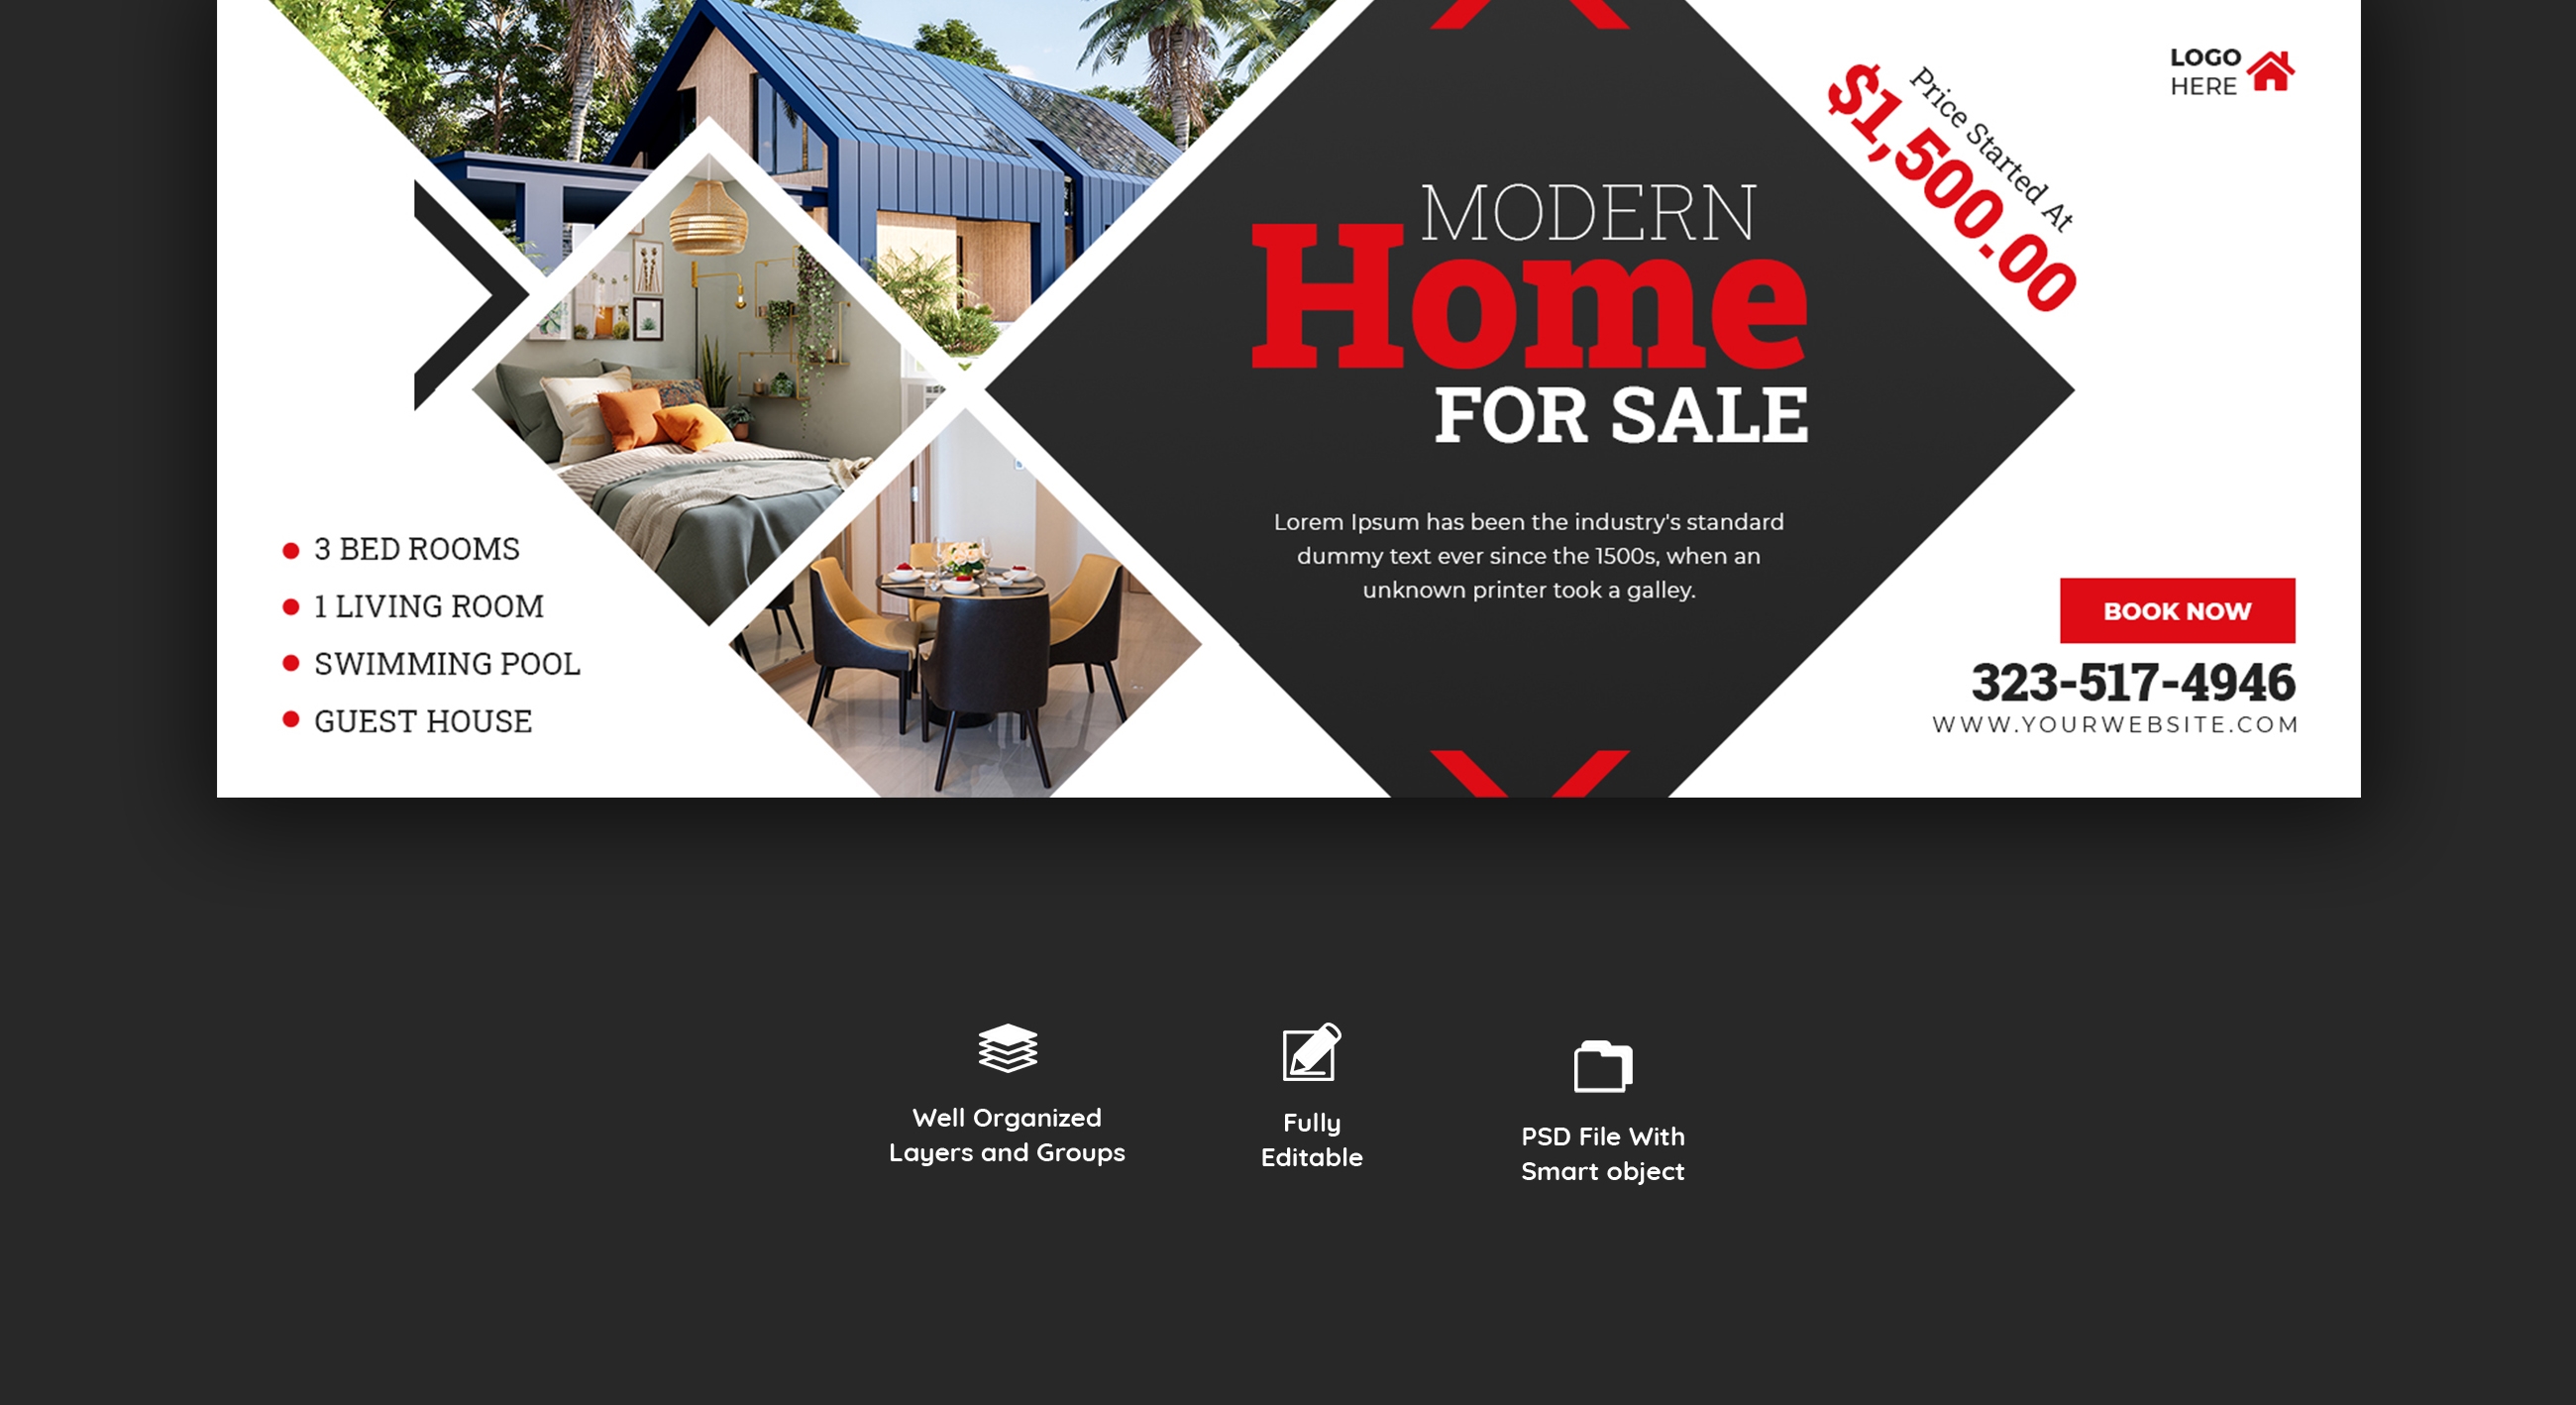 LOGO
HERE
Price Started At
$1,500.00
MODERN
Home
FOR SALE
Lorem Ipsum has been the industry's standard
dummy text ever since the 1500s, when an
unknown printer took a galley.
3 BED ROOMS
1 LIVING ROOM
SWIMMING POOL
GUEST HOUSE
BOOK NOW
323-517-4946
WWW.YOURWEBSITE.COM
Well Organized
Layers and Groups
Fully
Editable
PSD File With
Smart object